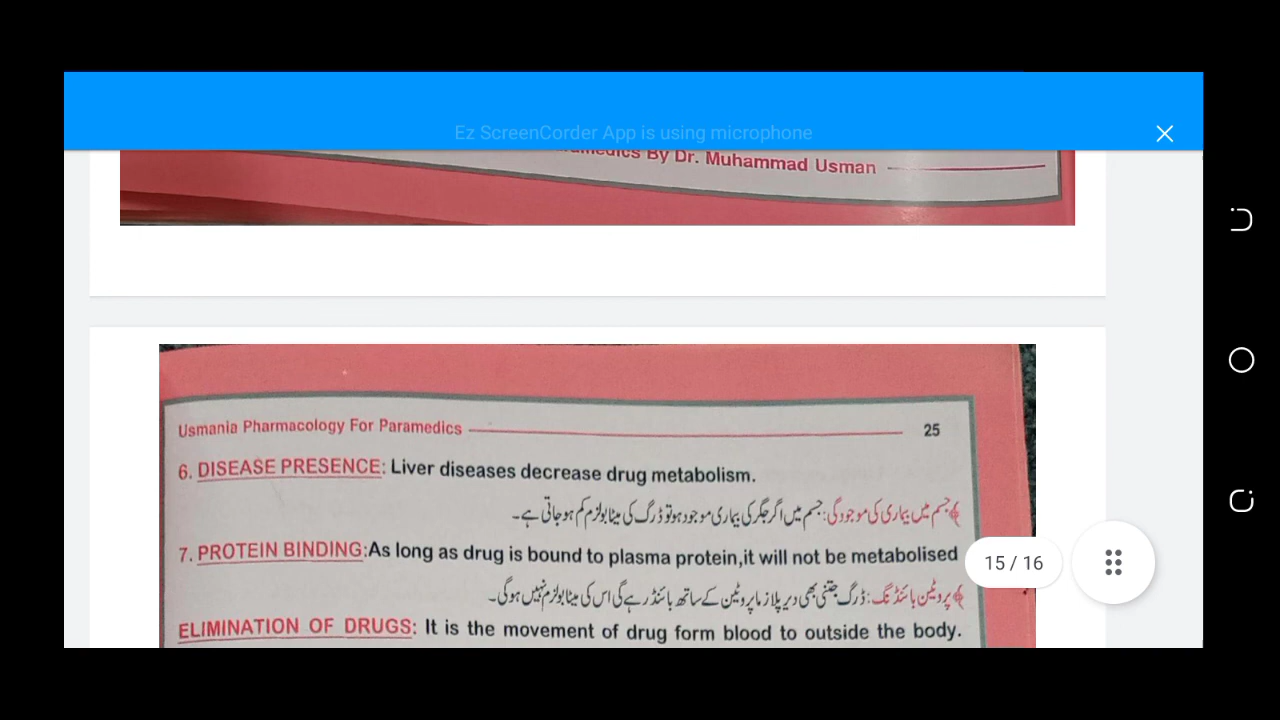 Ez ScreenCorder App is using microphone
By Dr. Muhammad Usman
Usmania Pharmacology For Paramedics 25
6. DISEASE PRESENCE: Liver diseases decrease drug metabolism.
جسم میں بیماری کی موجودگی: جسم میں اگر جگر کی بیماری موجود ہو تو ڈرگ کی میٹا بولزم کم ہو جاتی ہے۔
7. PROTEIN BINDING:As long as drug is bound to plasma protein,it will not be metabolised
پروٹین بائنڈنگ: ڈرگ جتنی بھی دیر پلازما پروٹین کے ساتھ بائنڈ رہے گی اس کی میٹا بولزم نہیں ہوگی۔
15 / 16
ELIMINATION OF DRUGS: It is the movement of drug form blood to outside the body.